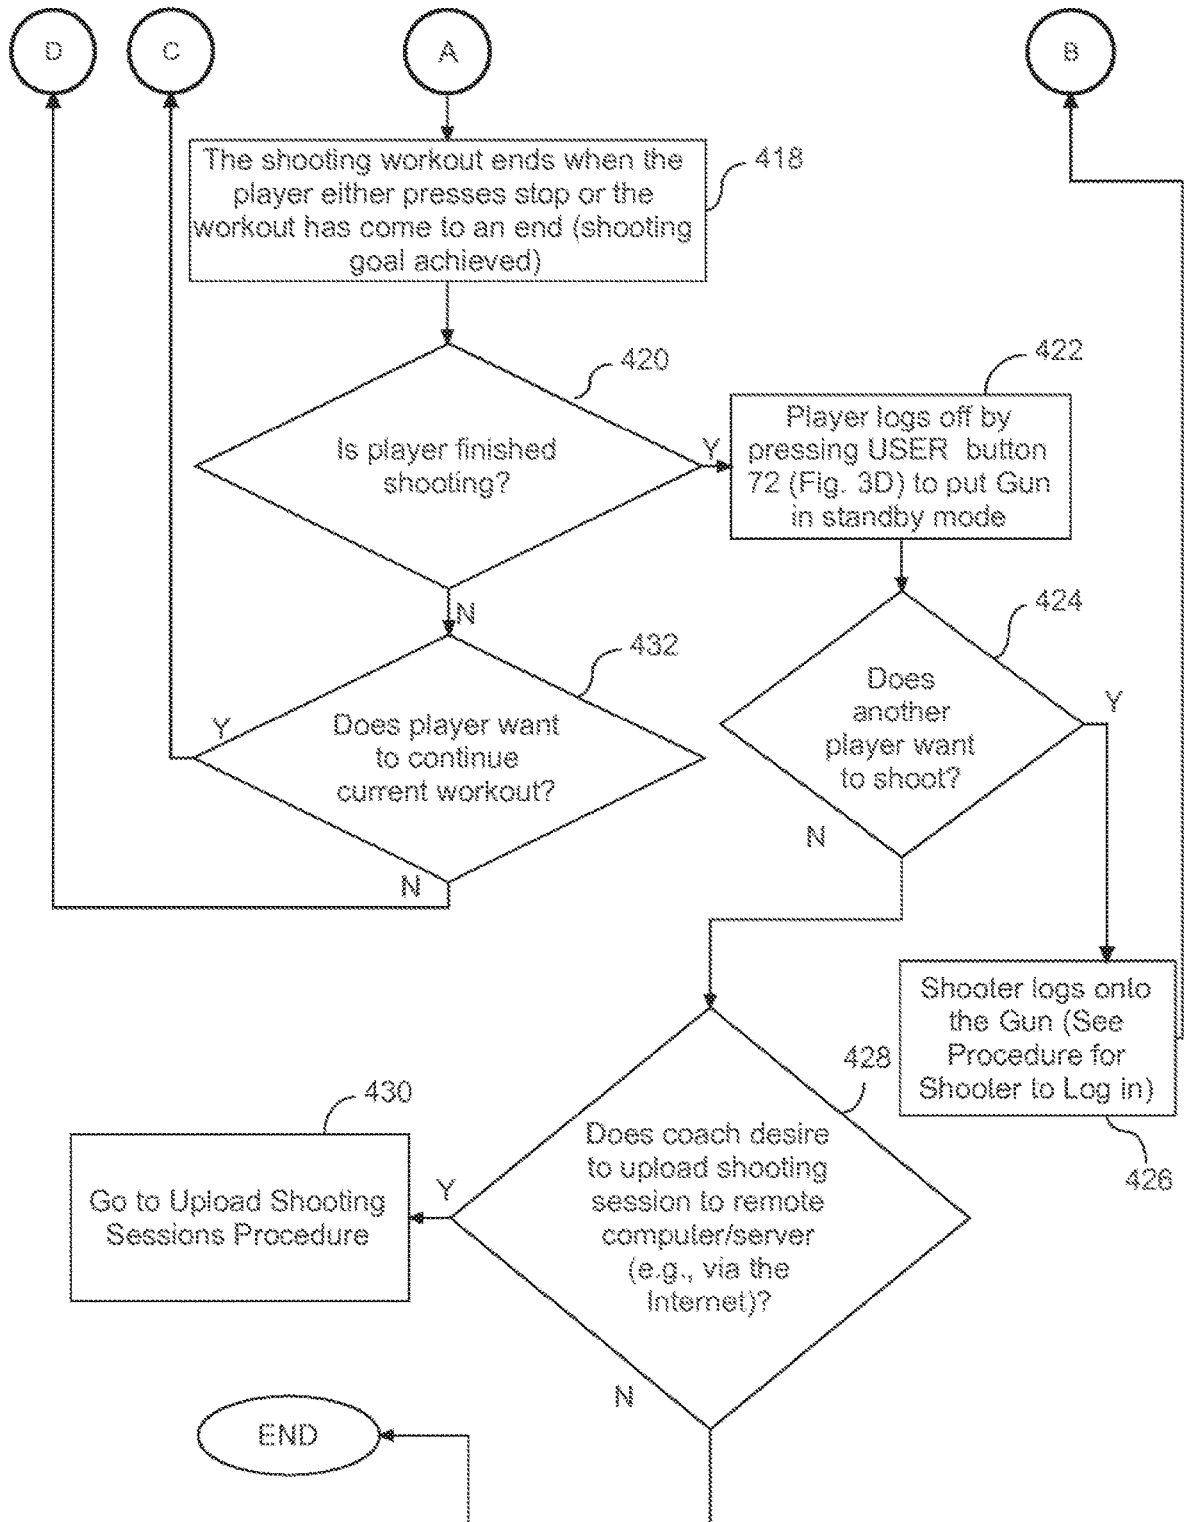 D
C
A
B
The shooting workout ends when the
player either presses stop or the
workout has come to an end (shooting
goal achieved)
418
420
Is player finished
shooting?
Y
N
422
Player logs off by
pressing USER button
72 (Fig. 3D) to put Gun
in standby mode
424
Does
another
player want
to shoot?
Y
N
432
Does player want
to continue
current workout?
Y
N
Shooter logs onto
the Gun (See
Procedure for
Shooter to Log in)
426
428
Does coach desire
to upload shooting
session to remote
computer/server
(e.g., via the
Internet)?
Y
N
430
Go to Upload Shooting
Sessions Procedure
END